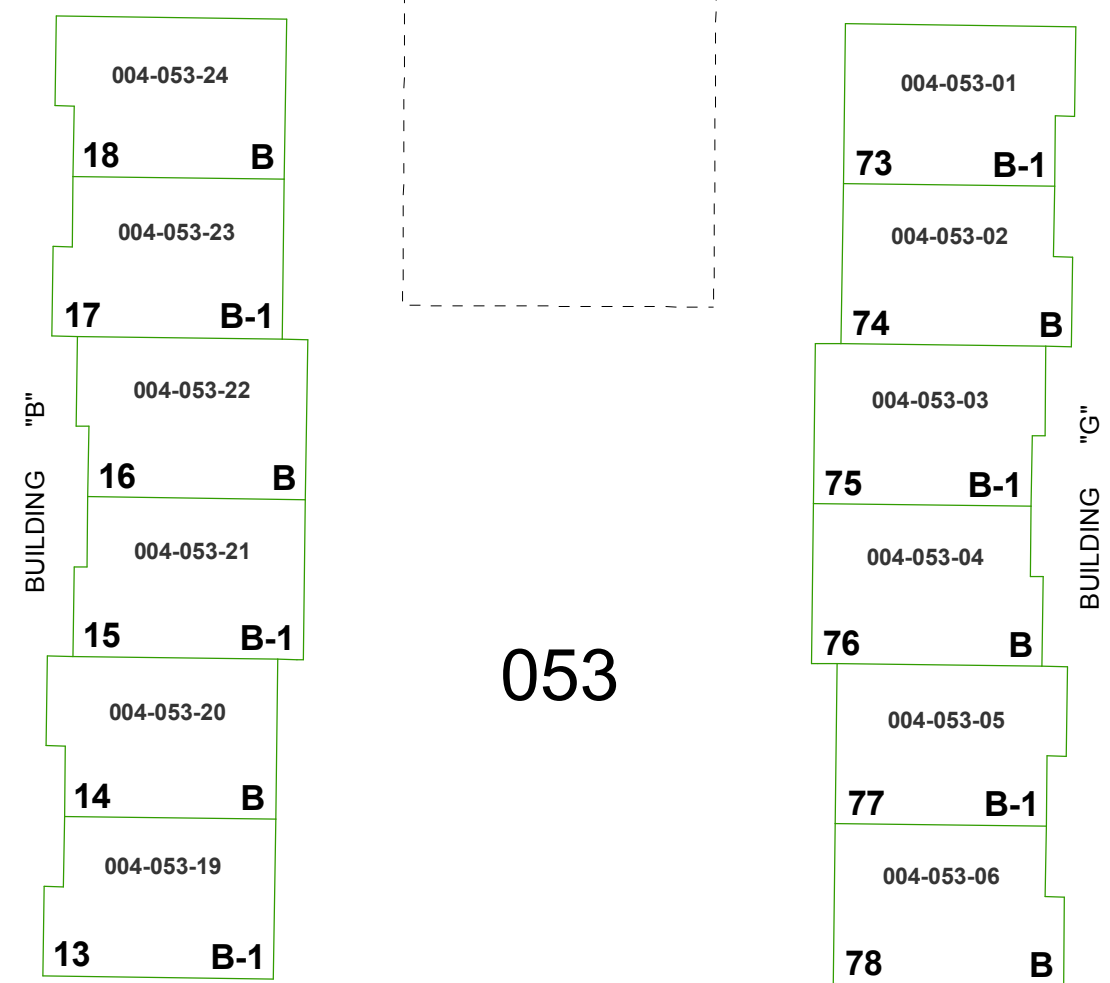 004-053-24
18 B
004-053-23
17 B-1
004-053-22
16 B
004-053-21
15 B-1
004-053-20
14 B
004-053-19
13 B-1
BUILDING "B"
053
004-053-01
73 B-1
004-053-02
74 B
004-053-03
75 B-1
004-053-04
76 B
004-053-05
77 B-1
004-053-06
78 B
BUILDING "G"